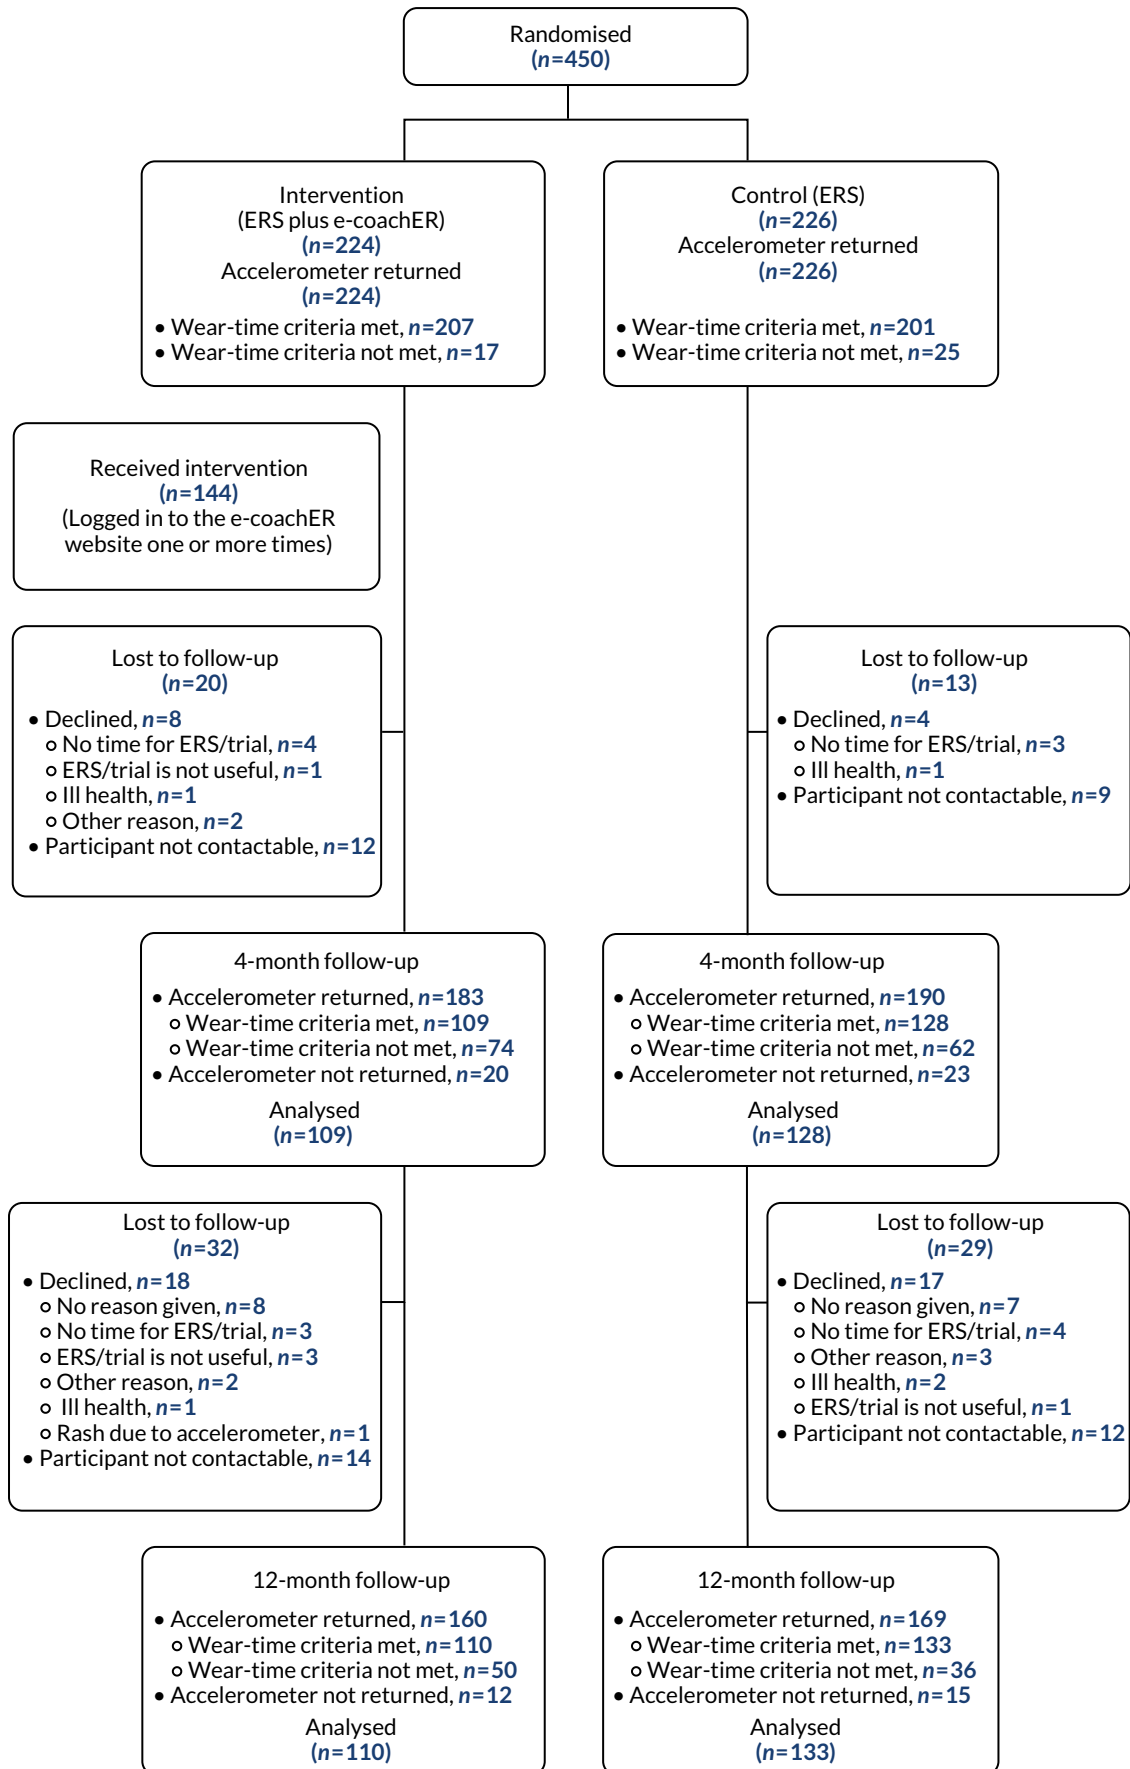 Randomised
(n=450)
Intervention
(ERS plus e-coachER)
(n=224)
Accelerometer returned
(n=224)
• Wear-time criteria met, n=207
• Wear-time criteria not met, n=17
Control (ERS)
(n=226)
Accelerometer returned
(n=226)
• Wear-time criteria met, n=201
• Wear-time criteria not met, n=25
Received intervention
(n=144)
(Logged in to the e-coachER
website one or more times)
Lost to follow-up
(n=20)
• Declined, n=8
o No time for ERS/trial, n=4
o ERS/trial is not useful, n=1
o Ill health, n=1
o Other reason, n=2
• Participant not contactable, n=12
Lost to follow-up
(n=13)
• Declined, n=4
o No time for ERS/trial, n=3
o Ill health, n=1
• Participant not contactable, n=9
4-month follow-up
• Accelerometer returned, n=183
o Wear-time criteria met, n=109
o Wear-time criteria not met, n=74
• Accelerometer not returned, n=20
Analysed
(n=109)
4-month follow-up
• Accelerometer returned, n=190
o Wear-time criteria met, n=128
o Wear-time criteria not met, n=62
• Accelerometer not returned, n=23
Analysed
(n=128)
Lost to follow-up
(n=32)
• Declined, n=18
o No reason given, n=8
o No time for ERS/trial, n=3
o ERS/trial is not useful, n=3
o Other reason, n=2
o Ill health, n=1
o Rash due to accelerometer, n=1
• Participant not contactable, n=14
Lost to follow-up
(n=29)
• Declined, n=17
o No reason given, n=7
o No time for ERS/trial, n=4
o Other reason, n=3
o Ill health, n=2
o ERS/trial is not useful, n=1
• Participant not contactable, n=12
12-month follow-up
• Accelerometer returned, n=160
o Wear-time criteria met, n=110
o Wear-time criteria not met, n=50
• Accelerometer not returned, n=12
Analysed
(n=110)
12-month follow-up
• Accelerometer returned, n=169
o Wear-time criteria met, n=133
o Wear-time criteria not met, n=36
• Accelerometer not returned, n=15
Analysed
(n=133)